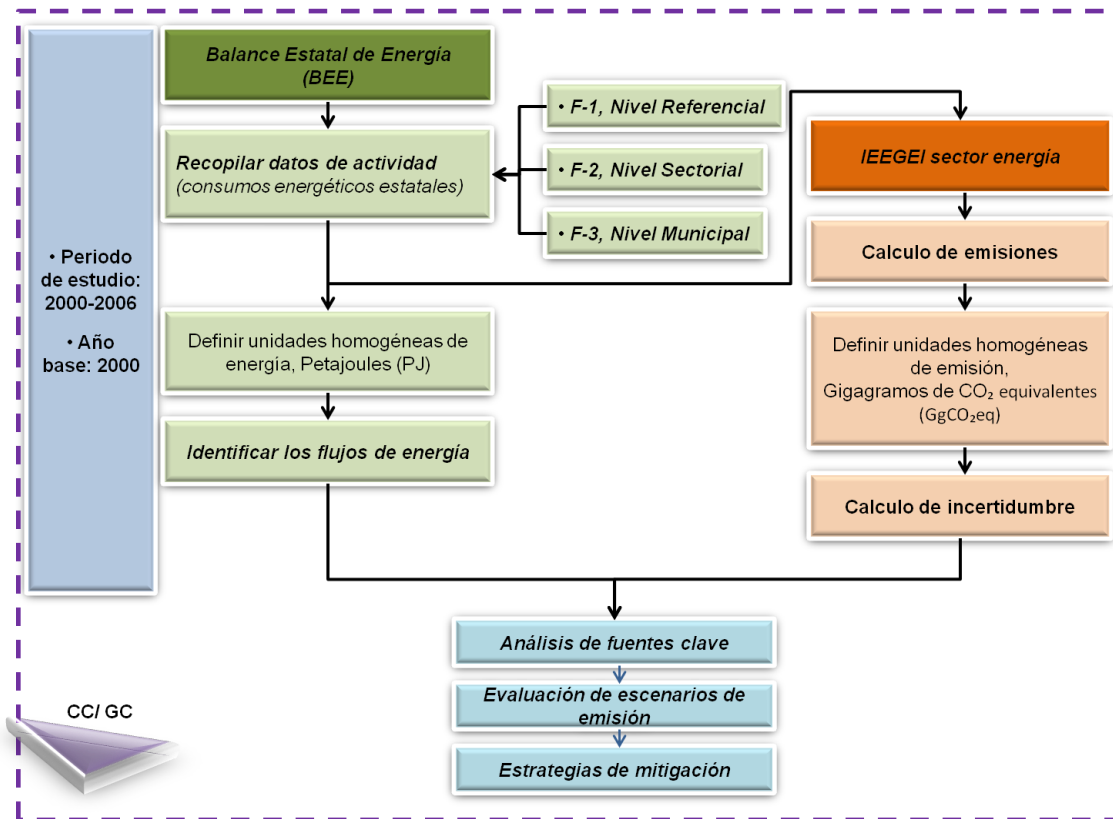 Balance Estatal de Energía
(BEE)
• F-1, Nivel Referencial
Recopilar datos de actividad
(consumos energéticos estatales)
• F-2, Nivel Sectorial
• F-3, Nivel Municipal
IEEGEI sector energía
Calculo de emisiones
• Periodo
de estudio:
2000-2006
• Año
base: 2000
Definir unidades homogéneas de
energía, Petajoules (PJ)
Identificar los flujos de energía
Definir unidades homogéneas
de emisión,
Gigagramos de CO₂ equivalentes
(GgCO₂eq)
Calculo de incertidumbre
Análisis de fuentes clave
Evaluación de escenarios de
emisión
Estrategias de mitigación
CC/ GC